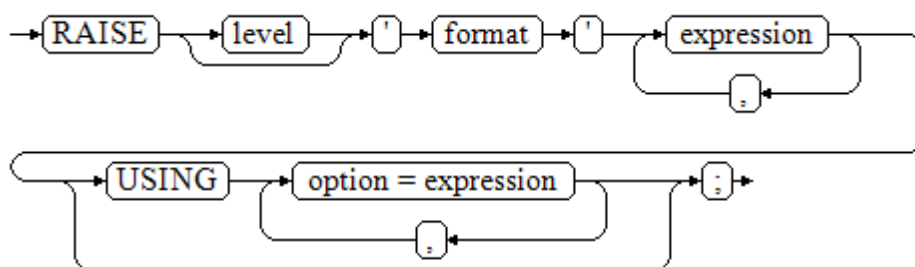 RAISE level ' format ' expression
,
USING option = expression ;
,